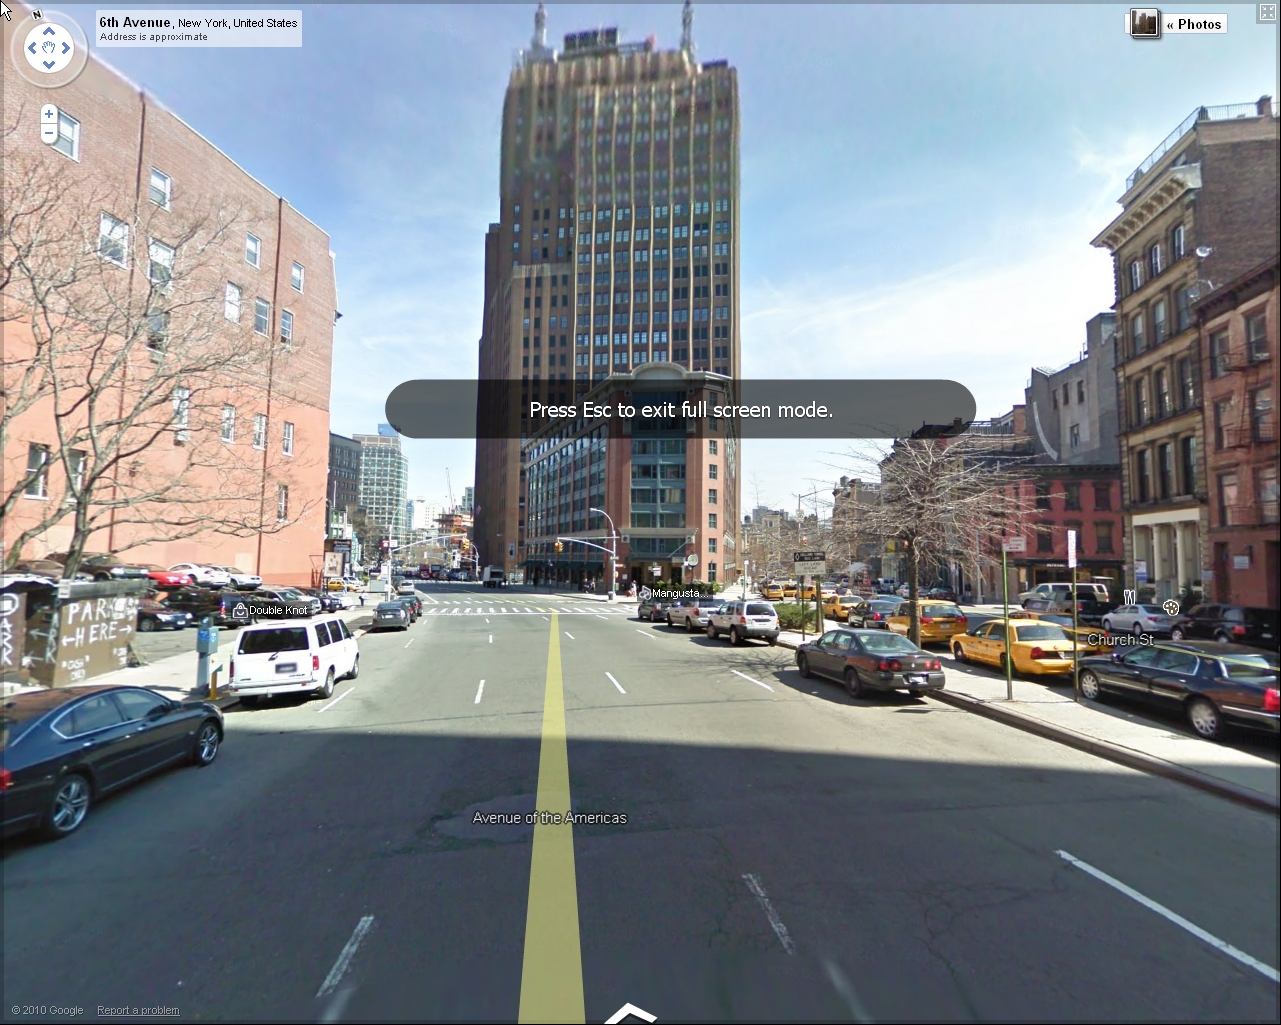 N
6th Avenue, New York, United States
Address is approximate
« Photos
Press Esc to exit full screen mode.
Double Knot
Mangusta...
PARK
HERE
Church St
Avenue of the Americas
© 2010 Google
Report a problem